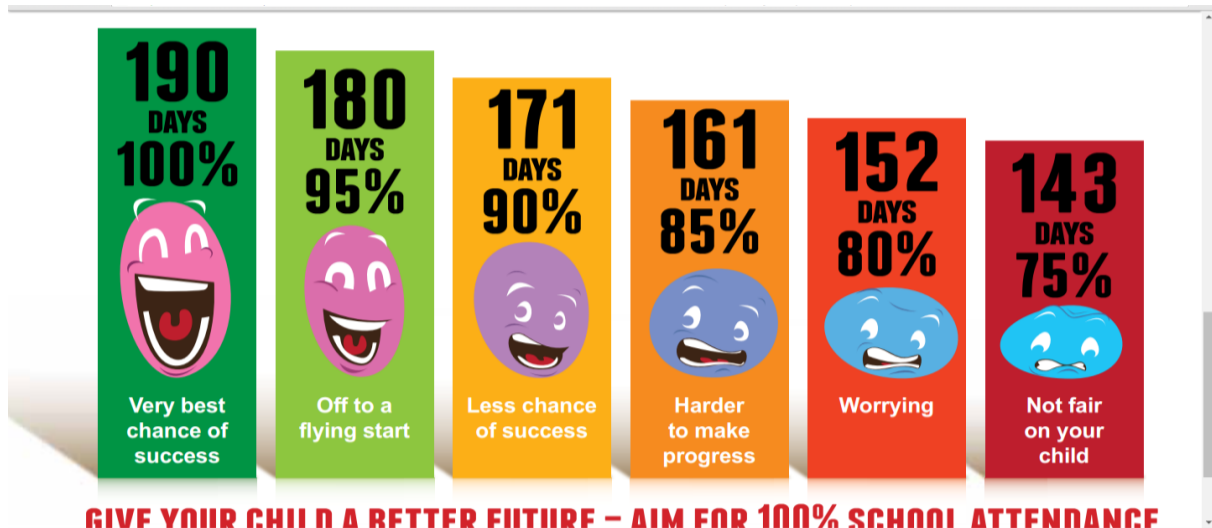 190
DAYS
100%
Very best
chance of
success
180
DAYS
95%
Off to a
flying start
171
DAYS
90%
Less chance
of success
161
DAYS
85%
Harder
to make
progress
152
DAYS
80%
Worrying
143
DAYS
75%
Not fair
on your
child
GIVE YOUR CHILD A BETTER FUTURE – AIM FOR 100% SCHOOL ATTENDANCE